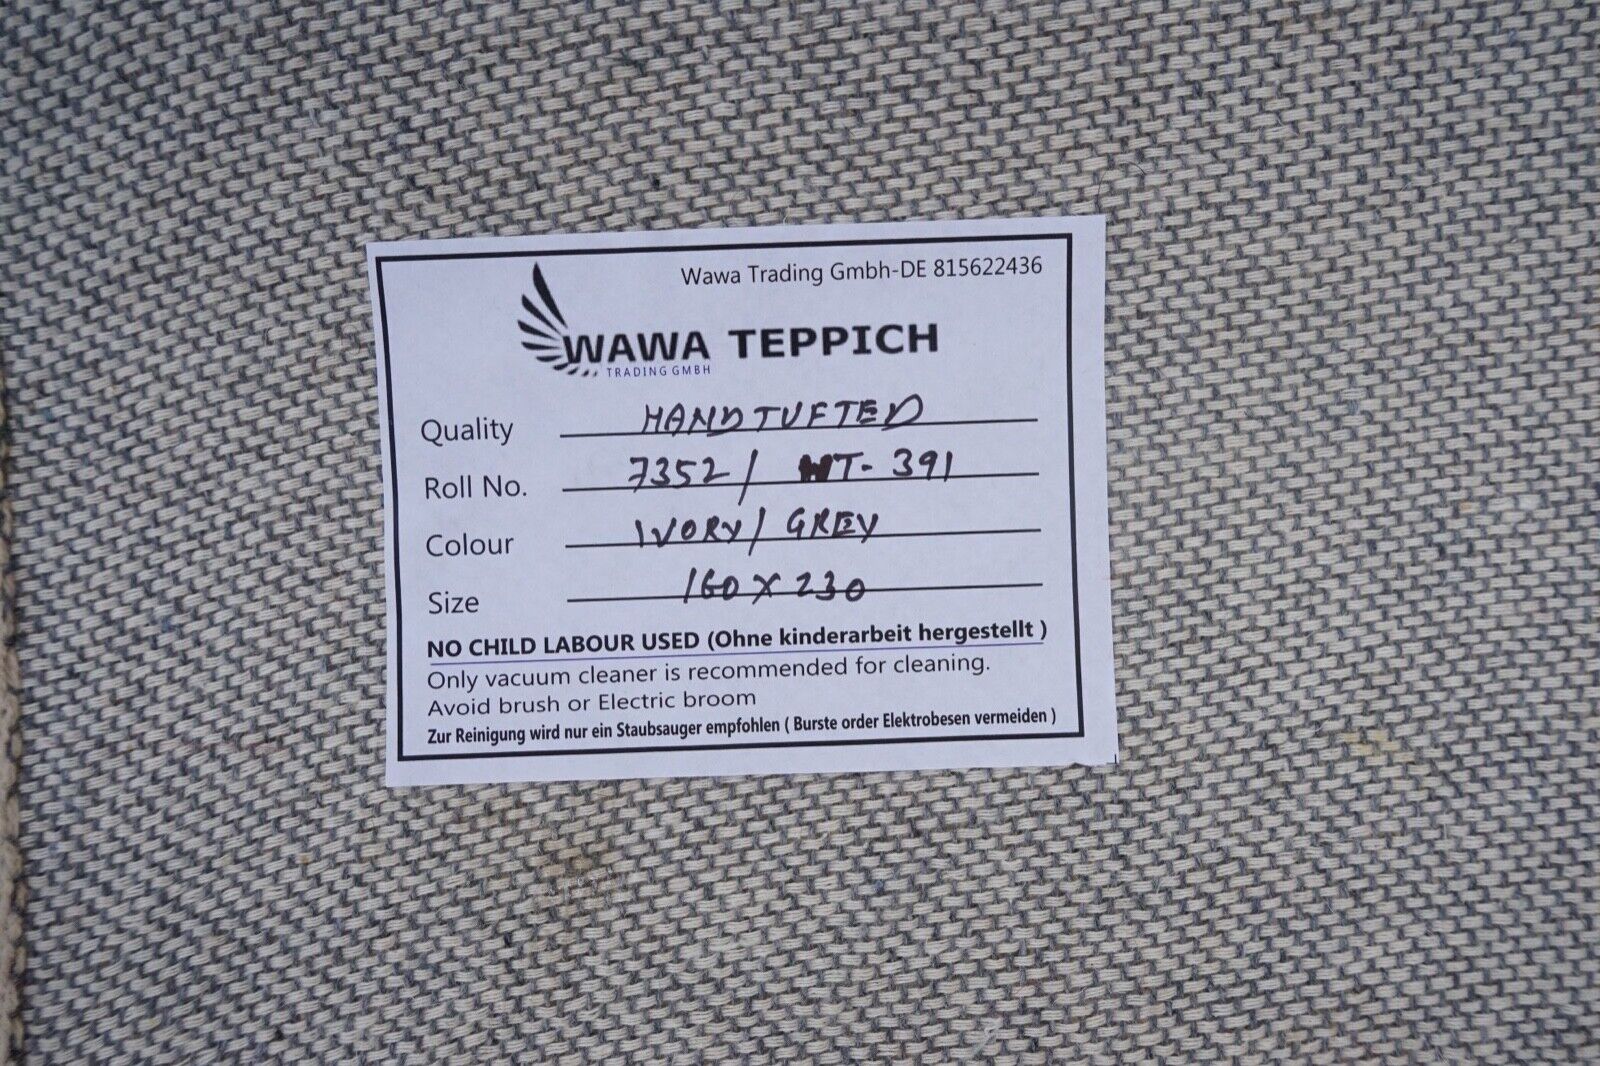 Wawa Trading Gmbh-DE 815622436
WAWA TEPPICH
TRADING GMBH
Quality HANDTUFTED
Roll No. 7352/ HT-391
Colour IVORY/GREY
Size 160X230
NO CHILD LABOUR USED (Ohne kinderarbeit hergestellt )
Only vacuum cleaner is recommended for cleaning.
Avoid brush or Electric broom
Zur Reinigung wird nur ein Staubsauger empfohlen ( Burste order Elektrobesen vermeiden )